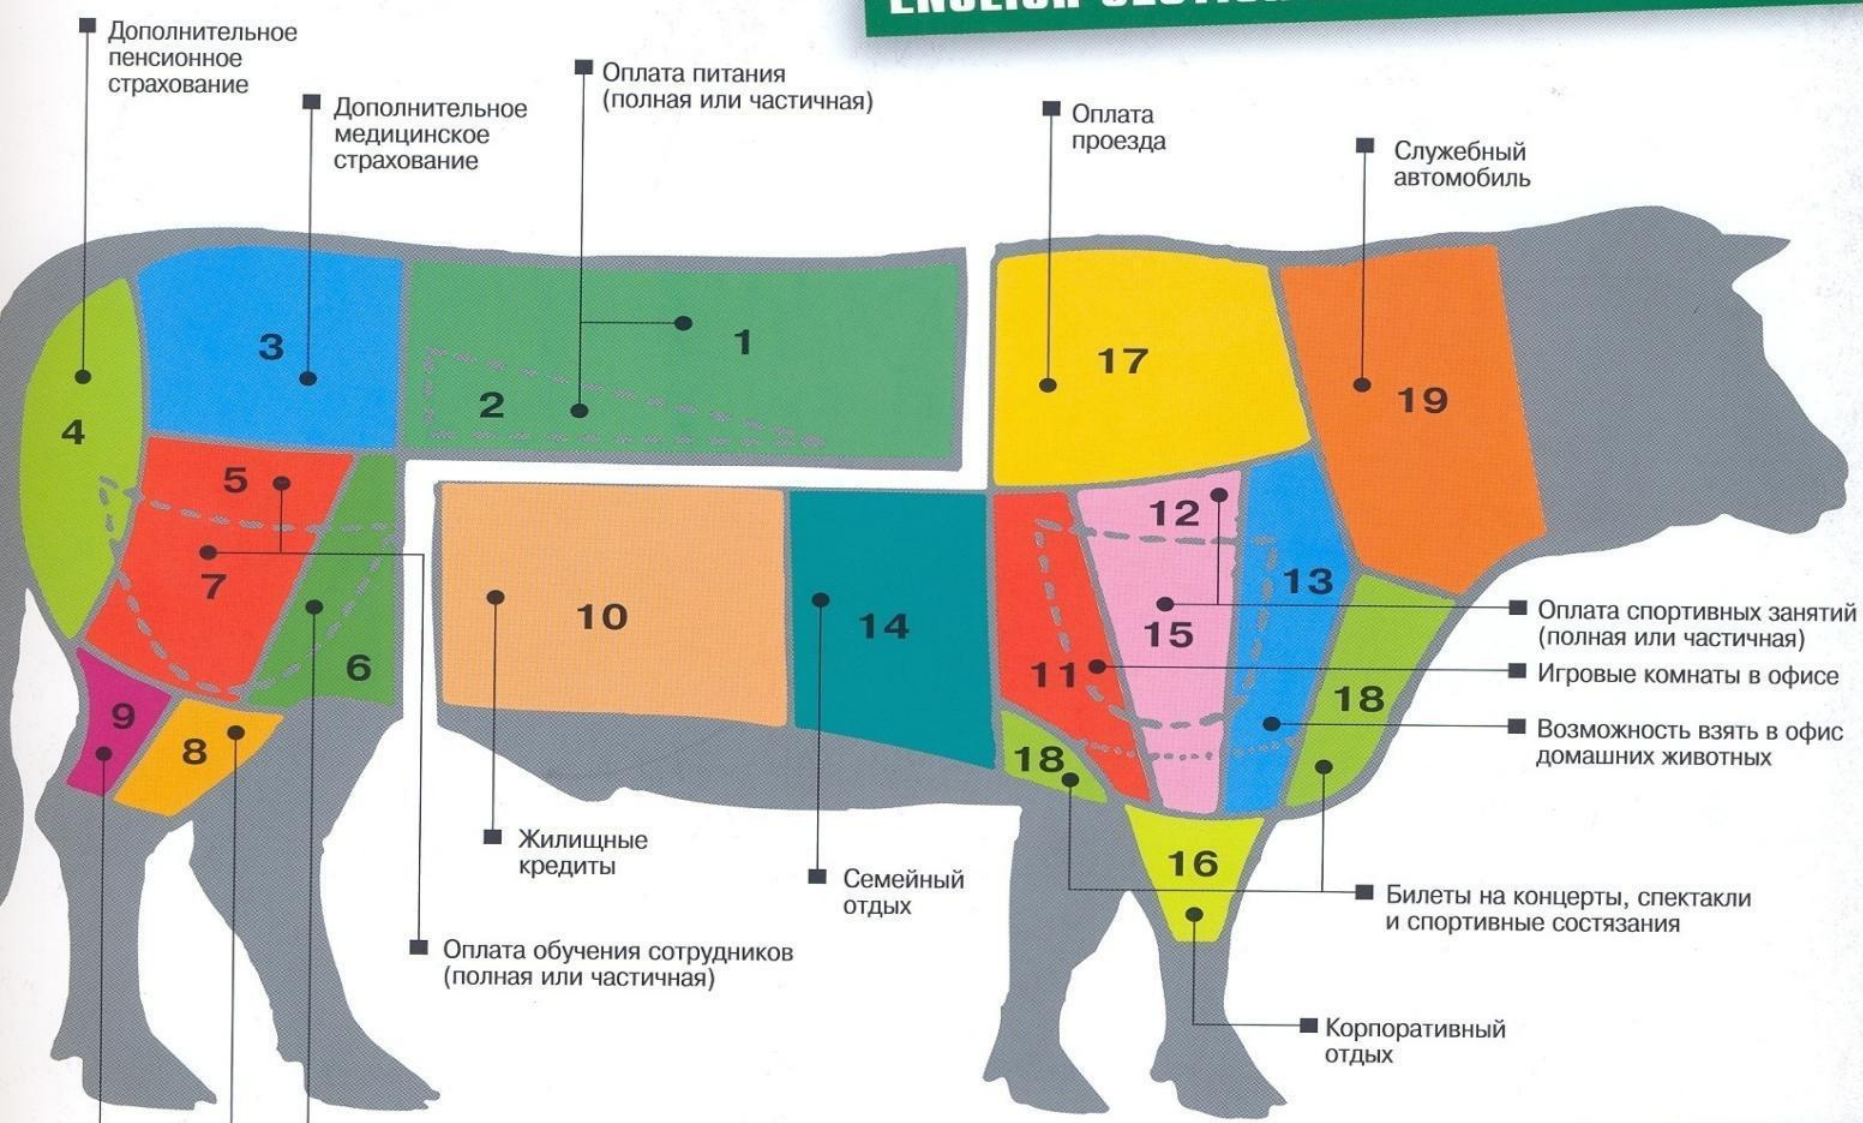 ENGLISH
Дополнительное
пенсионное
страхование
Дополнительное
медицинское
страхование
Оплата питания
(полная или частичная)
Оплата
проезда
Служебный
автомобиль
3
1
17
19
2
4
5
12
7
13
10
14
15
6
11
18
9
8
18
16
Оплата спортивных занятий
(полная или частичная)
Игровые комнаты в офисе
Возможность взять в офис
домашних животных
Жилищные
кредиты
Семейный
отдых
Билеты на концерты, спектакли
и спортивные состязания
Оплата обучения сотрудников
(полная или частичная)
Корпоративный
отдых